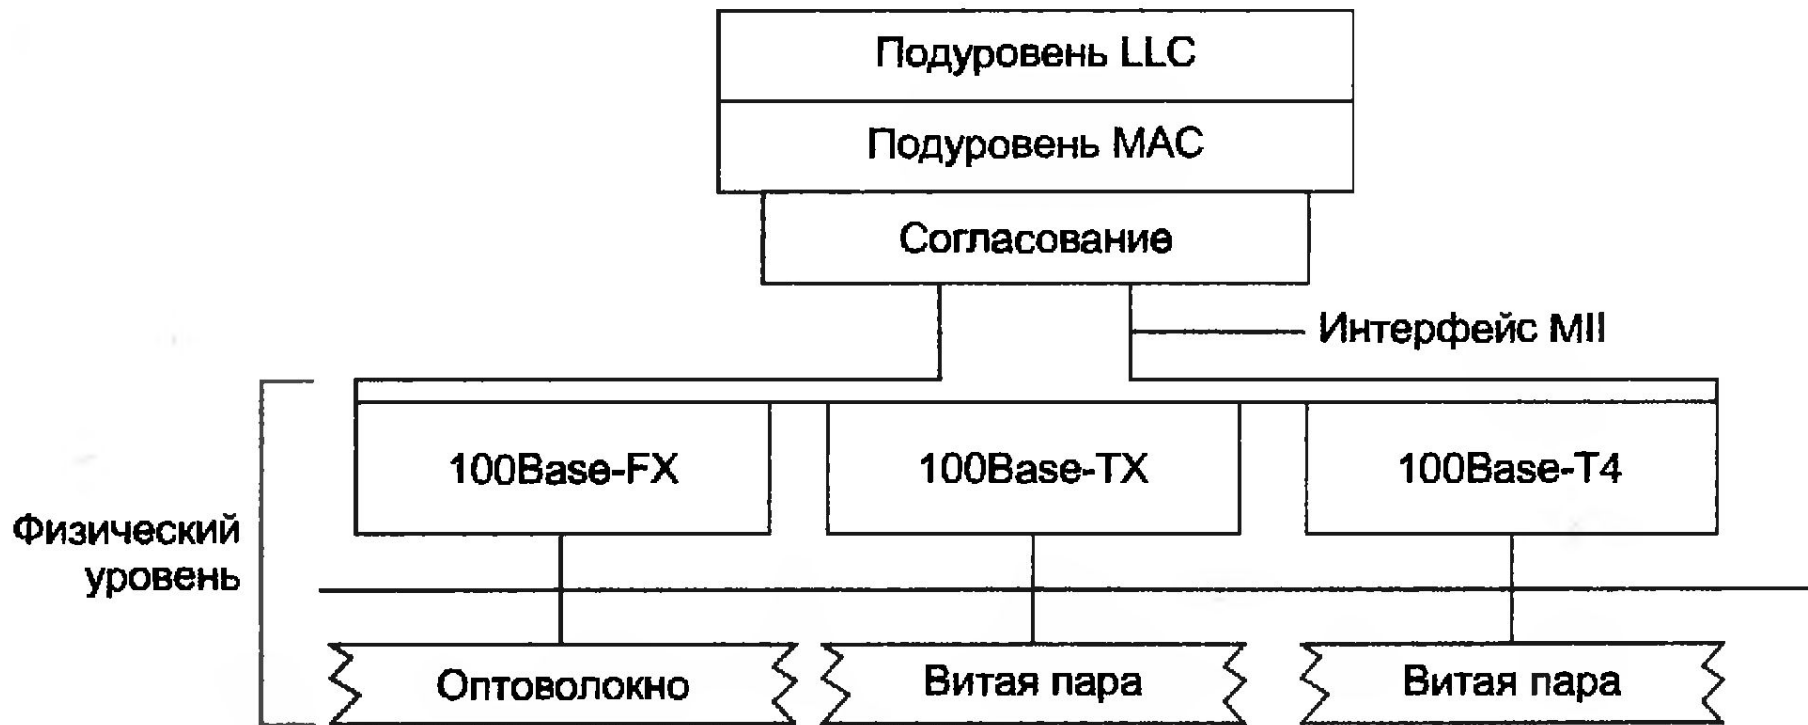 Подуровень LLC
Подуровень MAC
Согласование
Интерфейс MII
100Base-FX
100Base-TX
100Base-T4
Физический
уровень
Оптоволокно
Витая пара
Витая пара